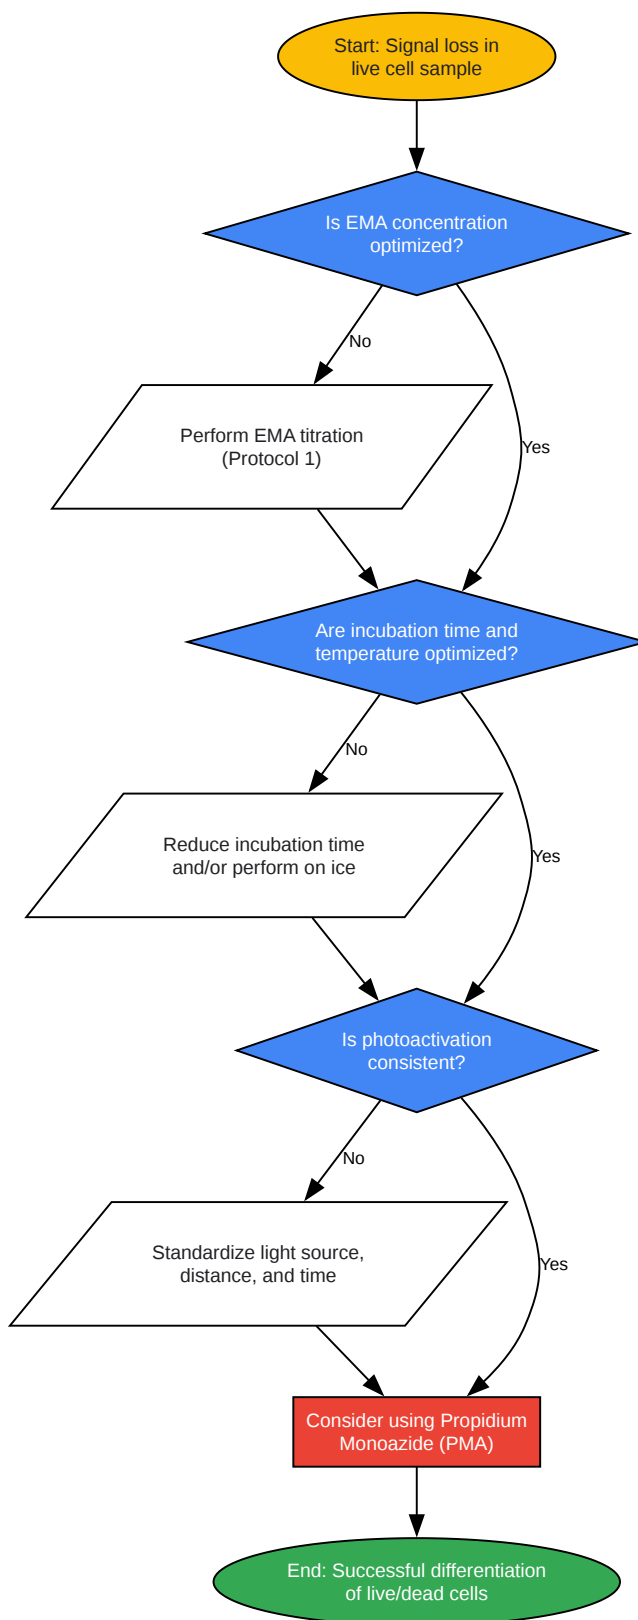 Start: Signal loss in
live cell sample
Is EMA concentration
optimized?
No
Yes
Perform EMA titration
(Protocol 1)
Are incubation time and
temperature optimized?
No
Yes
Reduce incubation time
and/or perform on ice
Is photoactivation
consistent?
No
Yes
Standardize light source,
distance, and time
Consider using Propidium
Monoazide (PMA)
End: Successful differentiation
of live/dead cells